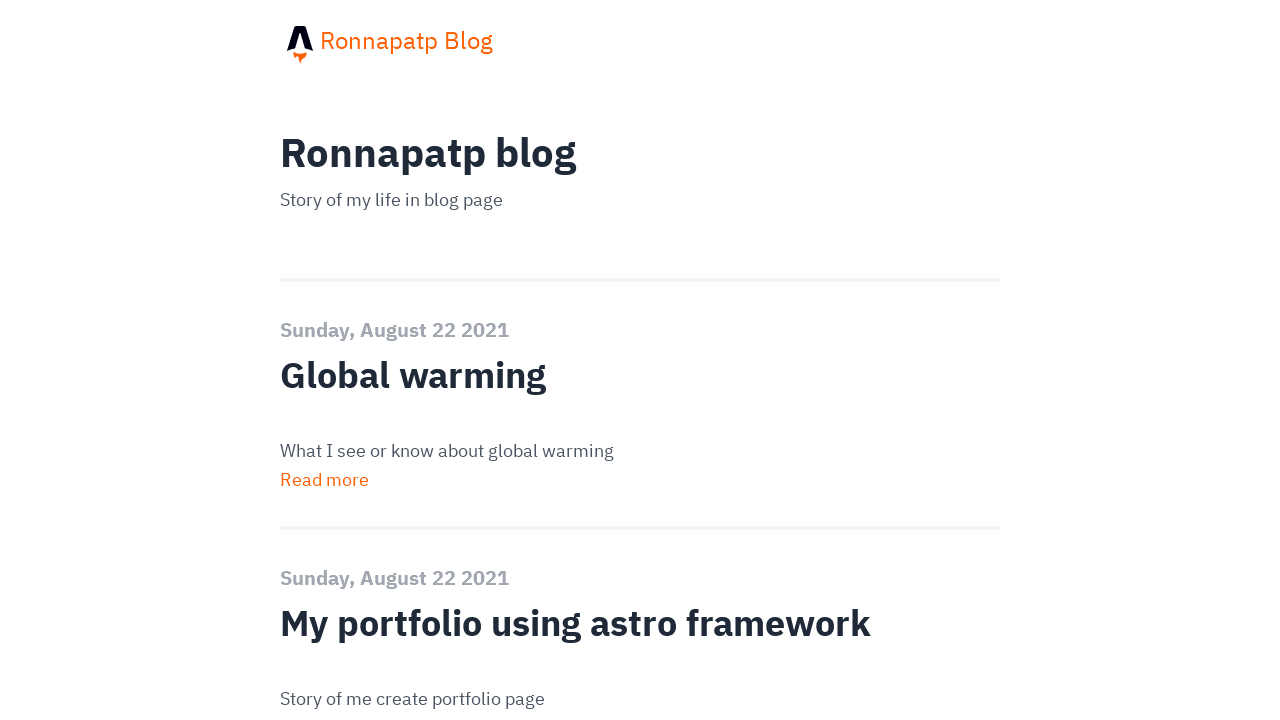 Ronnapatp Blog
Ronnapatp blog
Story of my life in blog page
Sunday, August 22 2021
Global warming
What I see or know about global warming
Read more
Sunday, August 22 2021
My portfolio using astro framework
Story of me create portfolio page